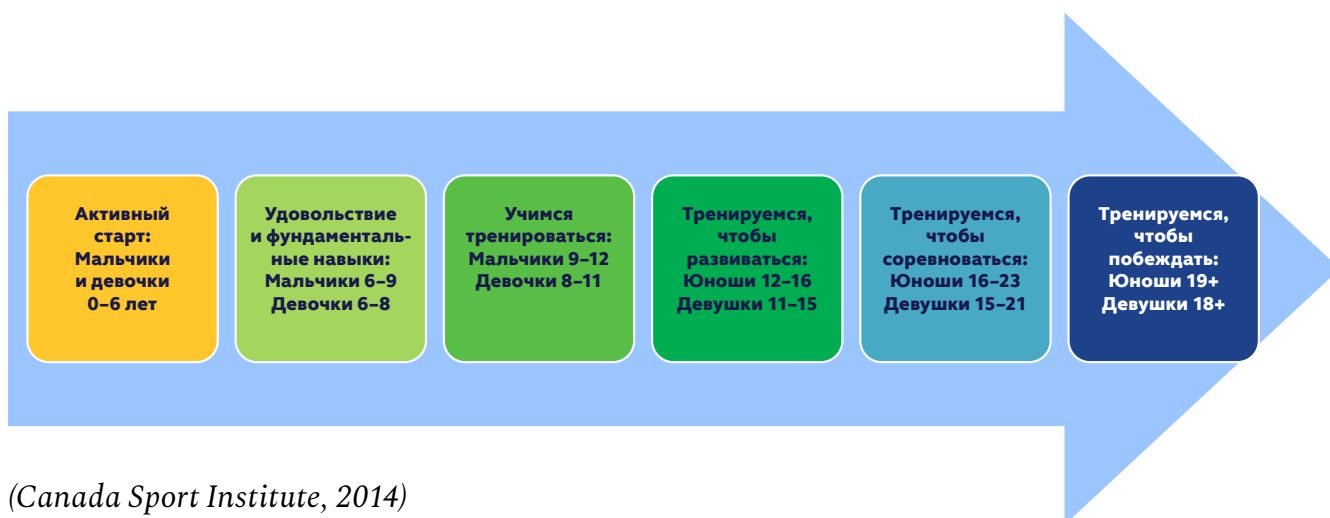 Активный
старт:
Мальчики
и девочки
0–6 лет
Удовольствие
и фундаменталь-
ные навыки:
Мальчики 6–9
Девочки 6–8
Учимся
тренироваться:
Мальчики 9–12
Девочки 8–11
Тренируемся,
чтобы
развиваться:
Юноши 12–16
Девушки 11–15
Тренируемся,
чтобы
соревноваться:
Юноши 16–23
Девушки 15–21
Тренируемся,
чтобы
побеждать:
Юноши 19+
Девушки 18+
(Canada Sport Institute, 2014)